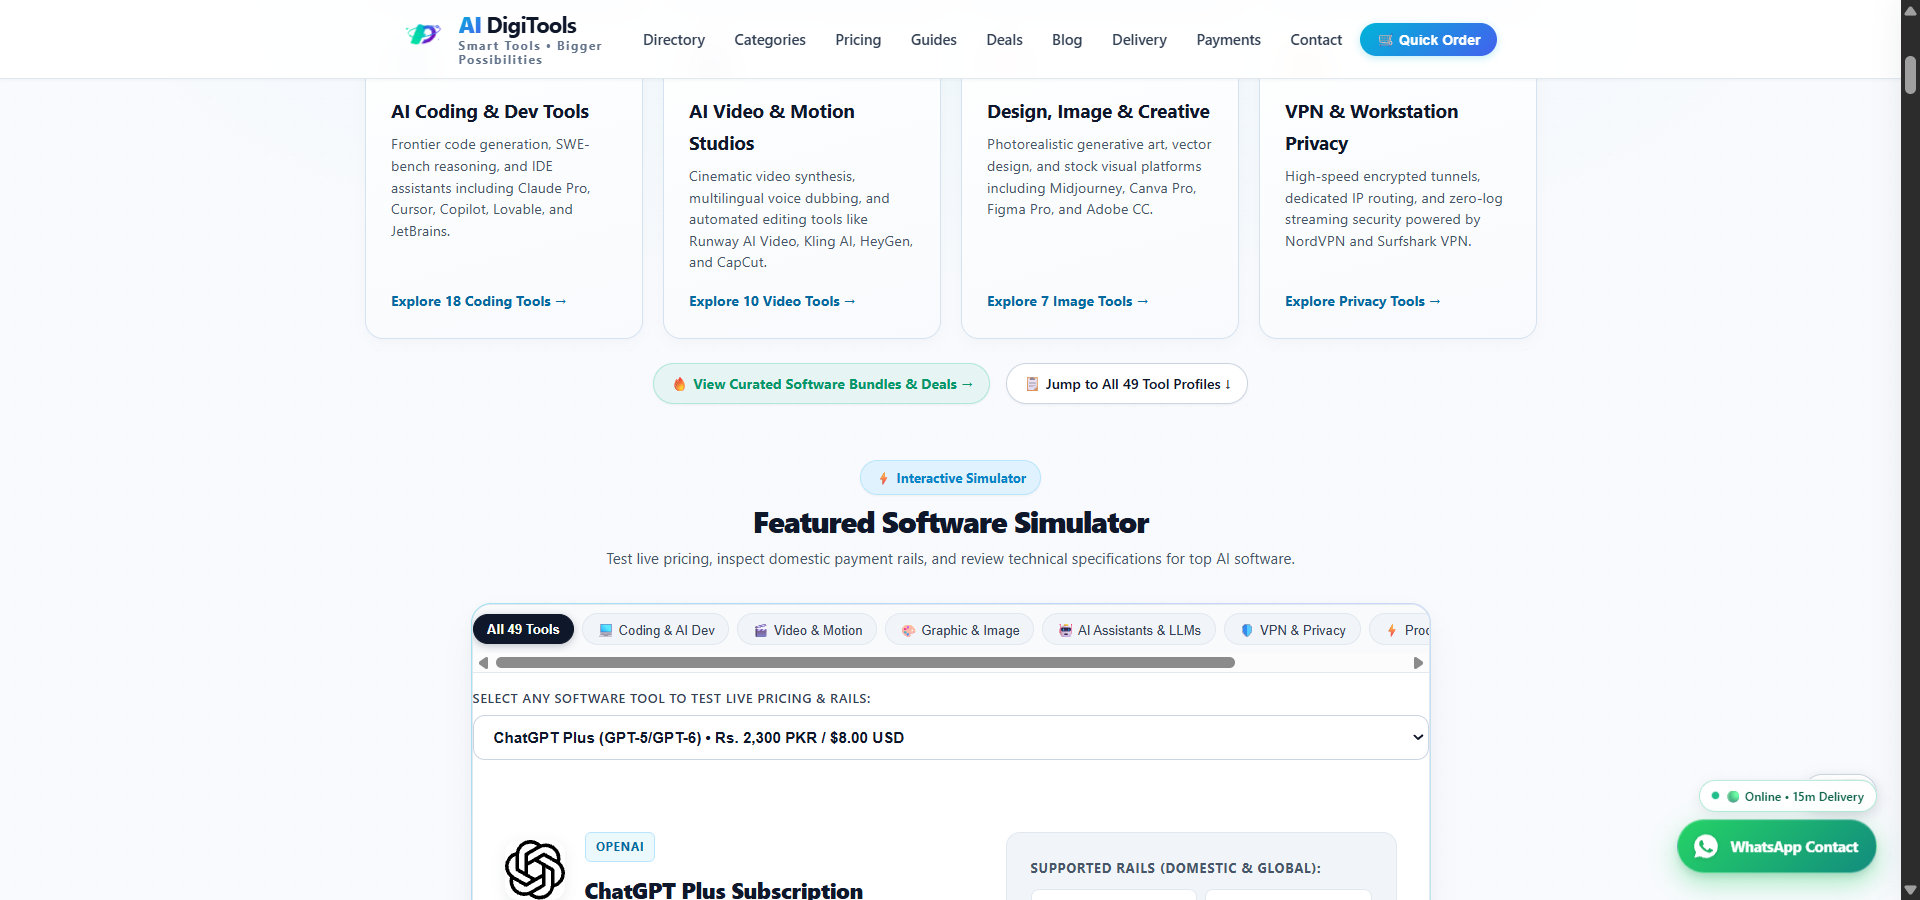 AI DigiTools
Smart Tools • Bigger
Possibilities
Directory
Categories
Pricing
Guides
Deals
Blog
Delivery
Payments
Contact
Quick Order
AI Coding & Dev Tools
Frontier code generation, SWE-
bench reasoning, and IDE
assistants including Claude Pro,
Cursor, Copilot, Lovable, and
JetBrains.
Explore 18 Coding Tools →
AI Video & Motion
Studios
Cinematic video synthesis,
multilingual voice dubbing, and
automated editing tools like
Runway AI Video, Kling AI, HeyGen,
and CapCut.
Explore 10 Video Tools →
Design, Image & Creative
Photorealistic generative art, vector
design, and stock visual platforms
including Midjourney, Canva Pro,
Figma Pro, and Adobe CC.
Explore 7 Image Tools →
VPN & Workstation
Privacy
High-speed encrypted tunnels,
dedicated IP routing, and zero-log
streaming security powered by
NordVPN and Surfshark VPN.
Explore Privacy Tools →
View Curated Software Bundles & Deals →
Jump to All 49 Tool Profiles ↓
Interactive Simulator
Featured Software Simulator
Test live pricing, inspect domestic payment rails, and review technical specifications for top AI software.
All 49 Tools
Coding & AI Dev
Video & Motion
Graphic & Image
AI Assistants & LLMs
VPN & Privacy
SELECT ANY SOFTWARE TOOL TO TEST LIVE PRICING & RAILS:
ChatGPT Plus (GPT-5/GPT-6) • Rs. 2,300 PKR / $8.00 USD
OPENAI
ChatGPT Plus Subscription
SUPPORTED RAILS (DOMESTIC & GLOBAL):
Online • 15m Delivery
WhatsApp Contact